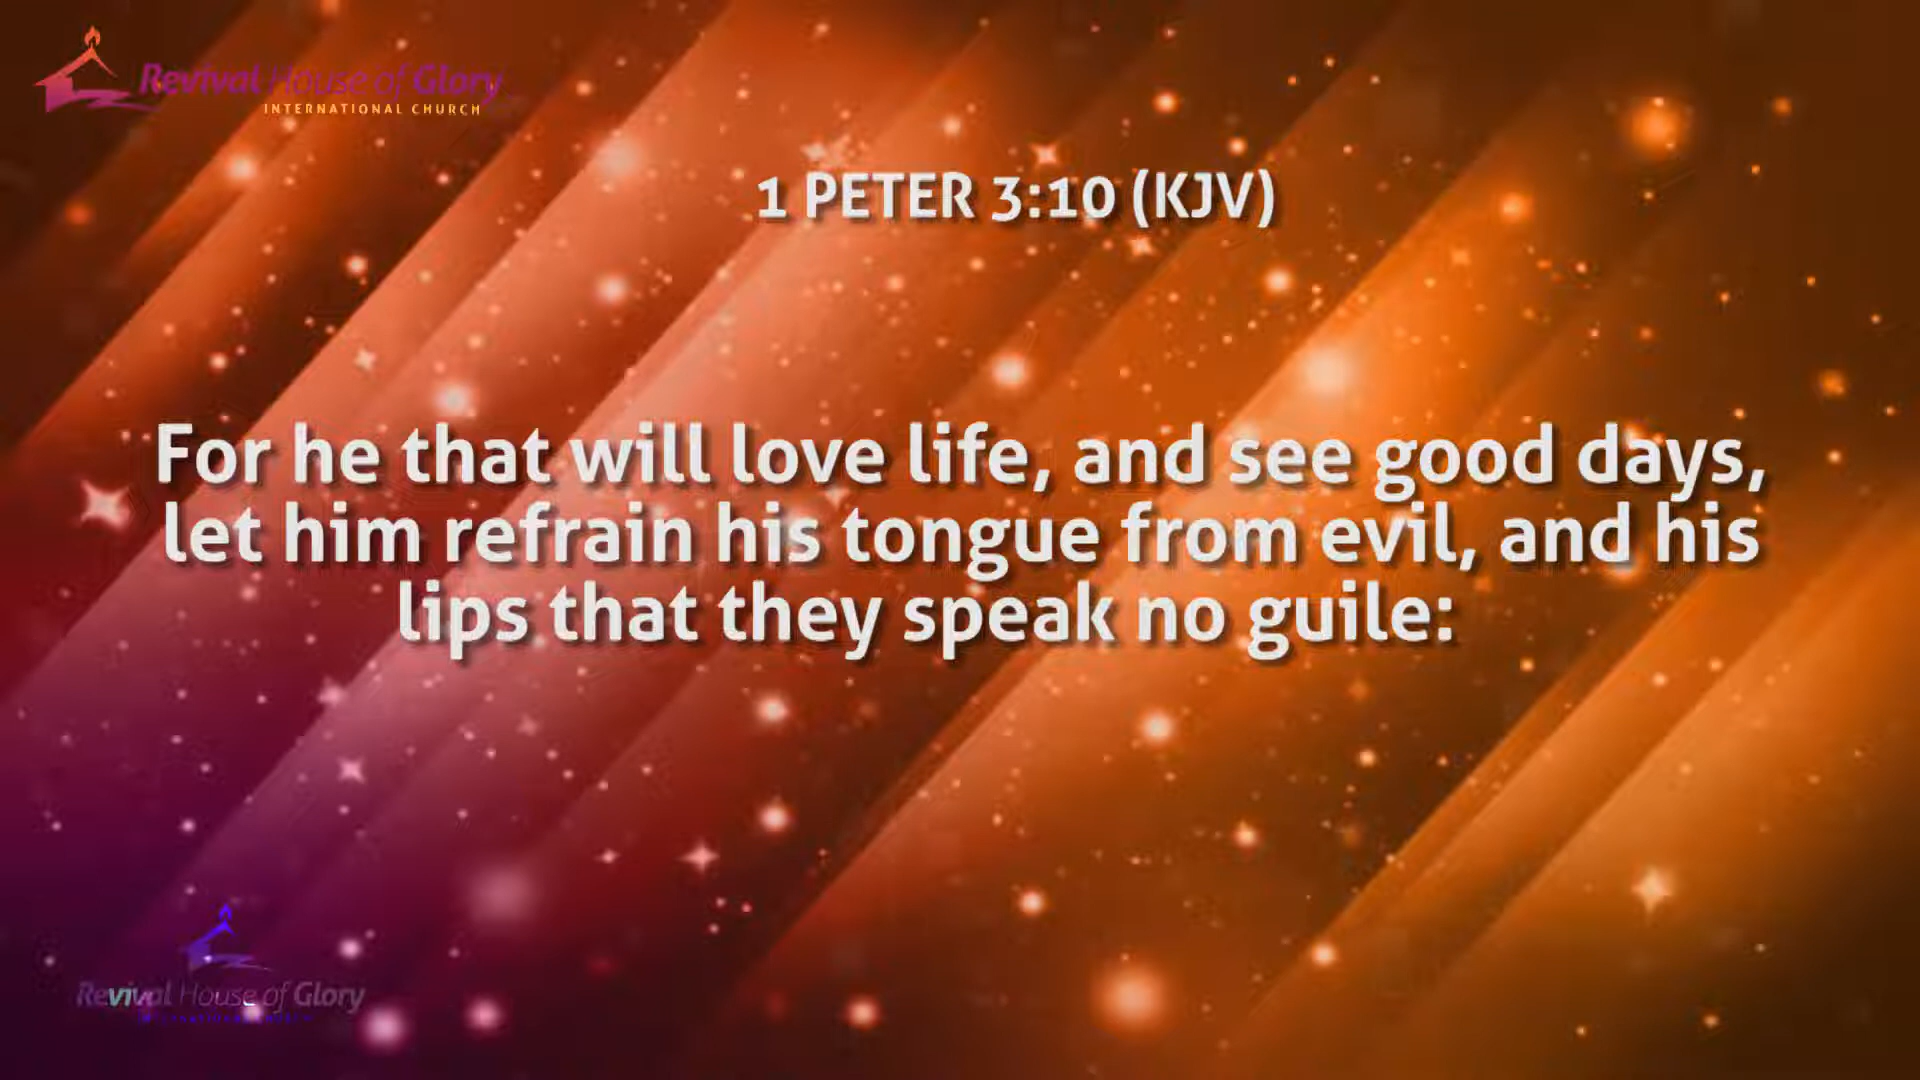 Revival House of Glory
INTERNATIONAL CHURCH
1 PETER 3:10 (KJV)
For he that will love life, and see good days,
let him refrain his tongue from evil, and his
lips that they speak no guile:
Revival House of Glory
INTERNATIONAL CHURCH